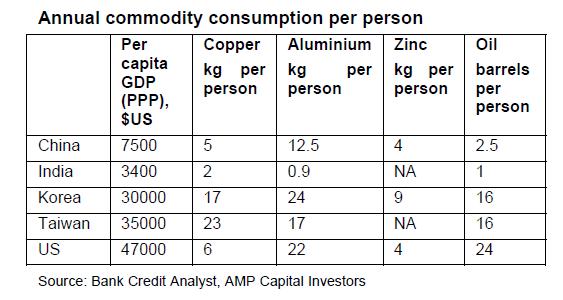 Annual commodity consumption per person
Per capita GDP (PPP), $US Copper kg per person Aluminium kg per person Zinc kg per person Oil barrels per person
China 7500 5 12.5 4 2.5
India 3400 2 0.9 NA 1
Korea 30000 17 24 9 16
Taiwan 35000 23 17 NA 16
US 47000 6 22 4 24
Source: Bank Credit Analyst, AMP Capital Investors